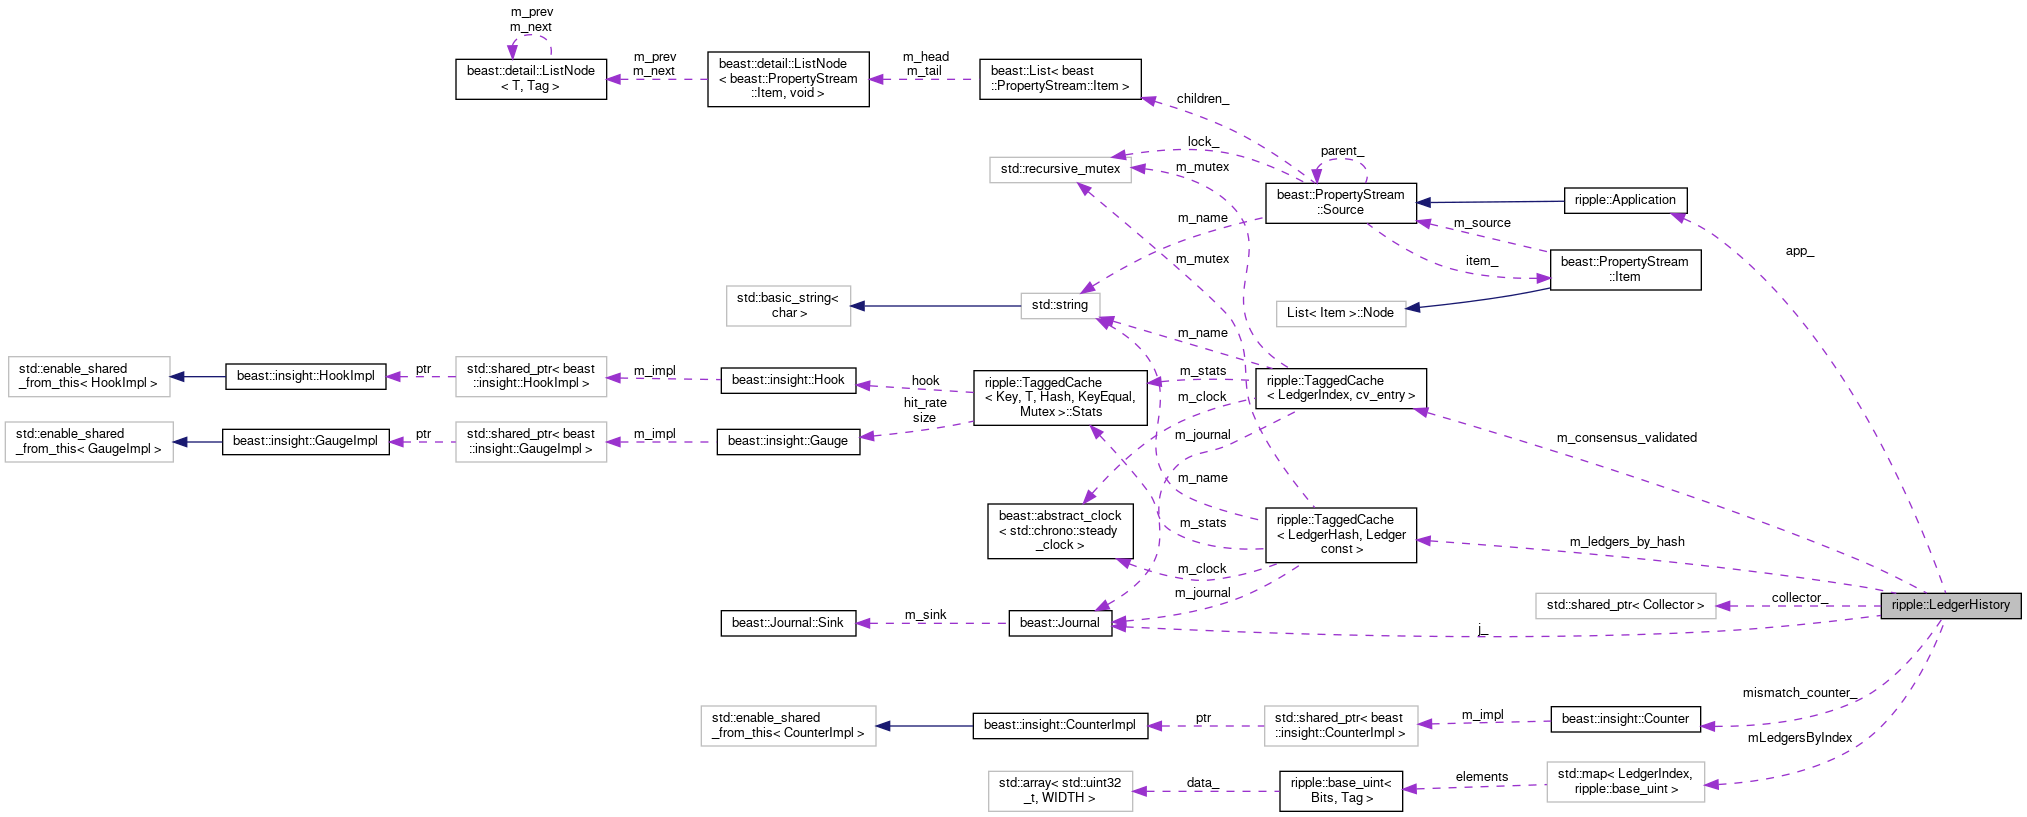 m_prev
m_next
beast::detail::ListNode
< T, Tag >
m_prev
m_next
beast::detail::ListNode
< beast::PropertyStream
::Item, void >
m_head
m_tail
beast::List< beast
::PropertyStream::Item >
children_
lock_
std::recursive_mutex
m_mutex
parent_
beast::PropertyStream
::Source
ripple::Application
m_name
m_source
app_
m_mutex
item_
beast::PropertyStream
::Item
std::basic_string<
char >
std::string
List< Item >::Node
m_name
std::enable_shared
_from_this< HookImpl >
beast::insight::HookImpl
ptr
std::shared_ptr< beast
::insight::HookImpl >
m_impl
beast::insight::Hook
hook
ripple::TaggedCache
< Key, T, Hash, KeyEqual,
Mutex >::Stats
m_stats
ripple::TaggedCache
< LedgerIndex, cv_entry >
m_clock
hit_rate
size
std::enable_shared
_from_this< GaugeImpl >
beast::insight::GaugeImpl
ptr
std::shared_ptr< beast
::insight::GaugeImpl >
m_impl
beast::insight::Gauge
m_journal
m_consensus_validated
m_name
beast::abstract_clock
< std::chrono::steady
_clock >
m_stats
ripple::TaggedCache
< LedgerHash, Ledger
const >
m_ledgers_by_hash
m_clock
m_journal
std::shared_ptr< Collector >
collector_
ripple::LedgerHistory
beast::Journal::Sink
m_sink
beast::Journal
j_
std::enable_shared
_from_this< CounterImpl >
beast::insight::CounterImpl
ptr
std::shared_ptr< beast
::insight::CounterImpl >
m_impl
beast::insight::Counter
mismatch_counter_
mLedgersByIndex
std::array< std::uint32
_t, WIDTH >
data_
ripple::base_uint<
Bits, Tag >
elements
std::map< LedgerIndex,
ripple::base_uint >